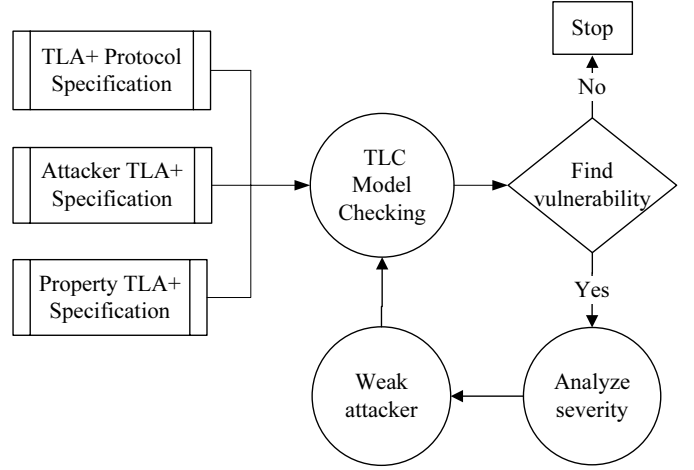 TLA+ Protocol
Specification
Attacker TLA+
Specification
Property TLA+
Specification
TLC
Model
Checking
Stop
No
Find
vulnerability
Yes
Analyze
severity
Weak
attacker